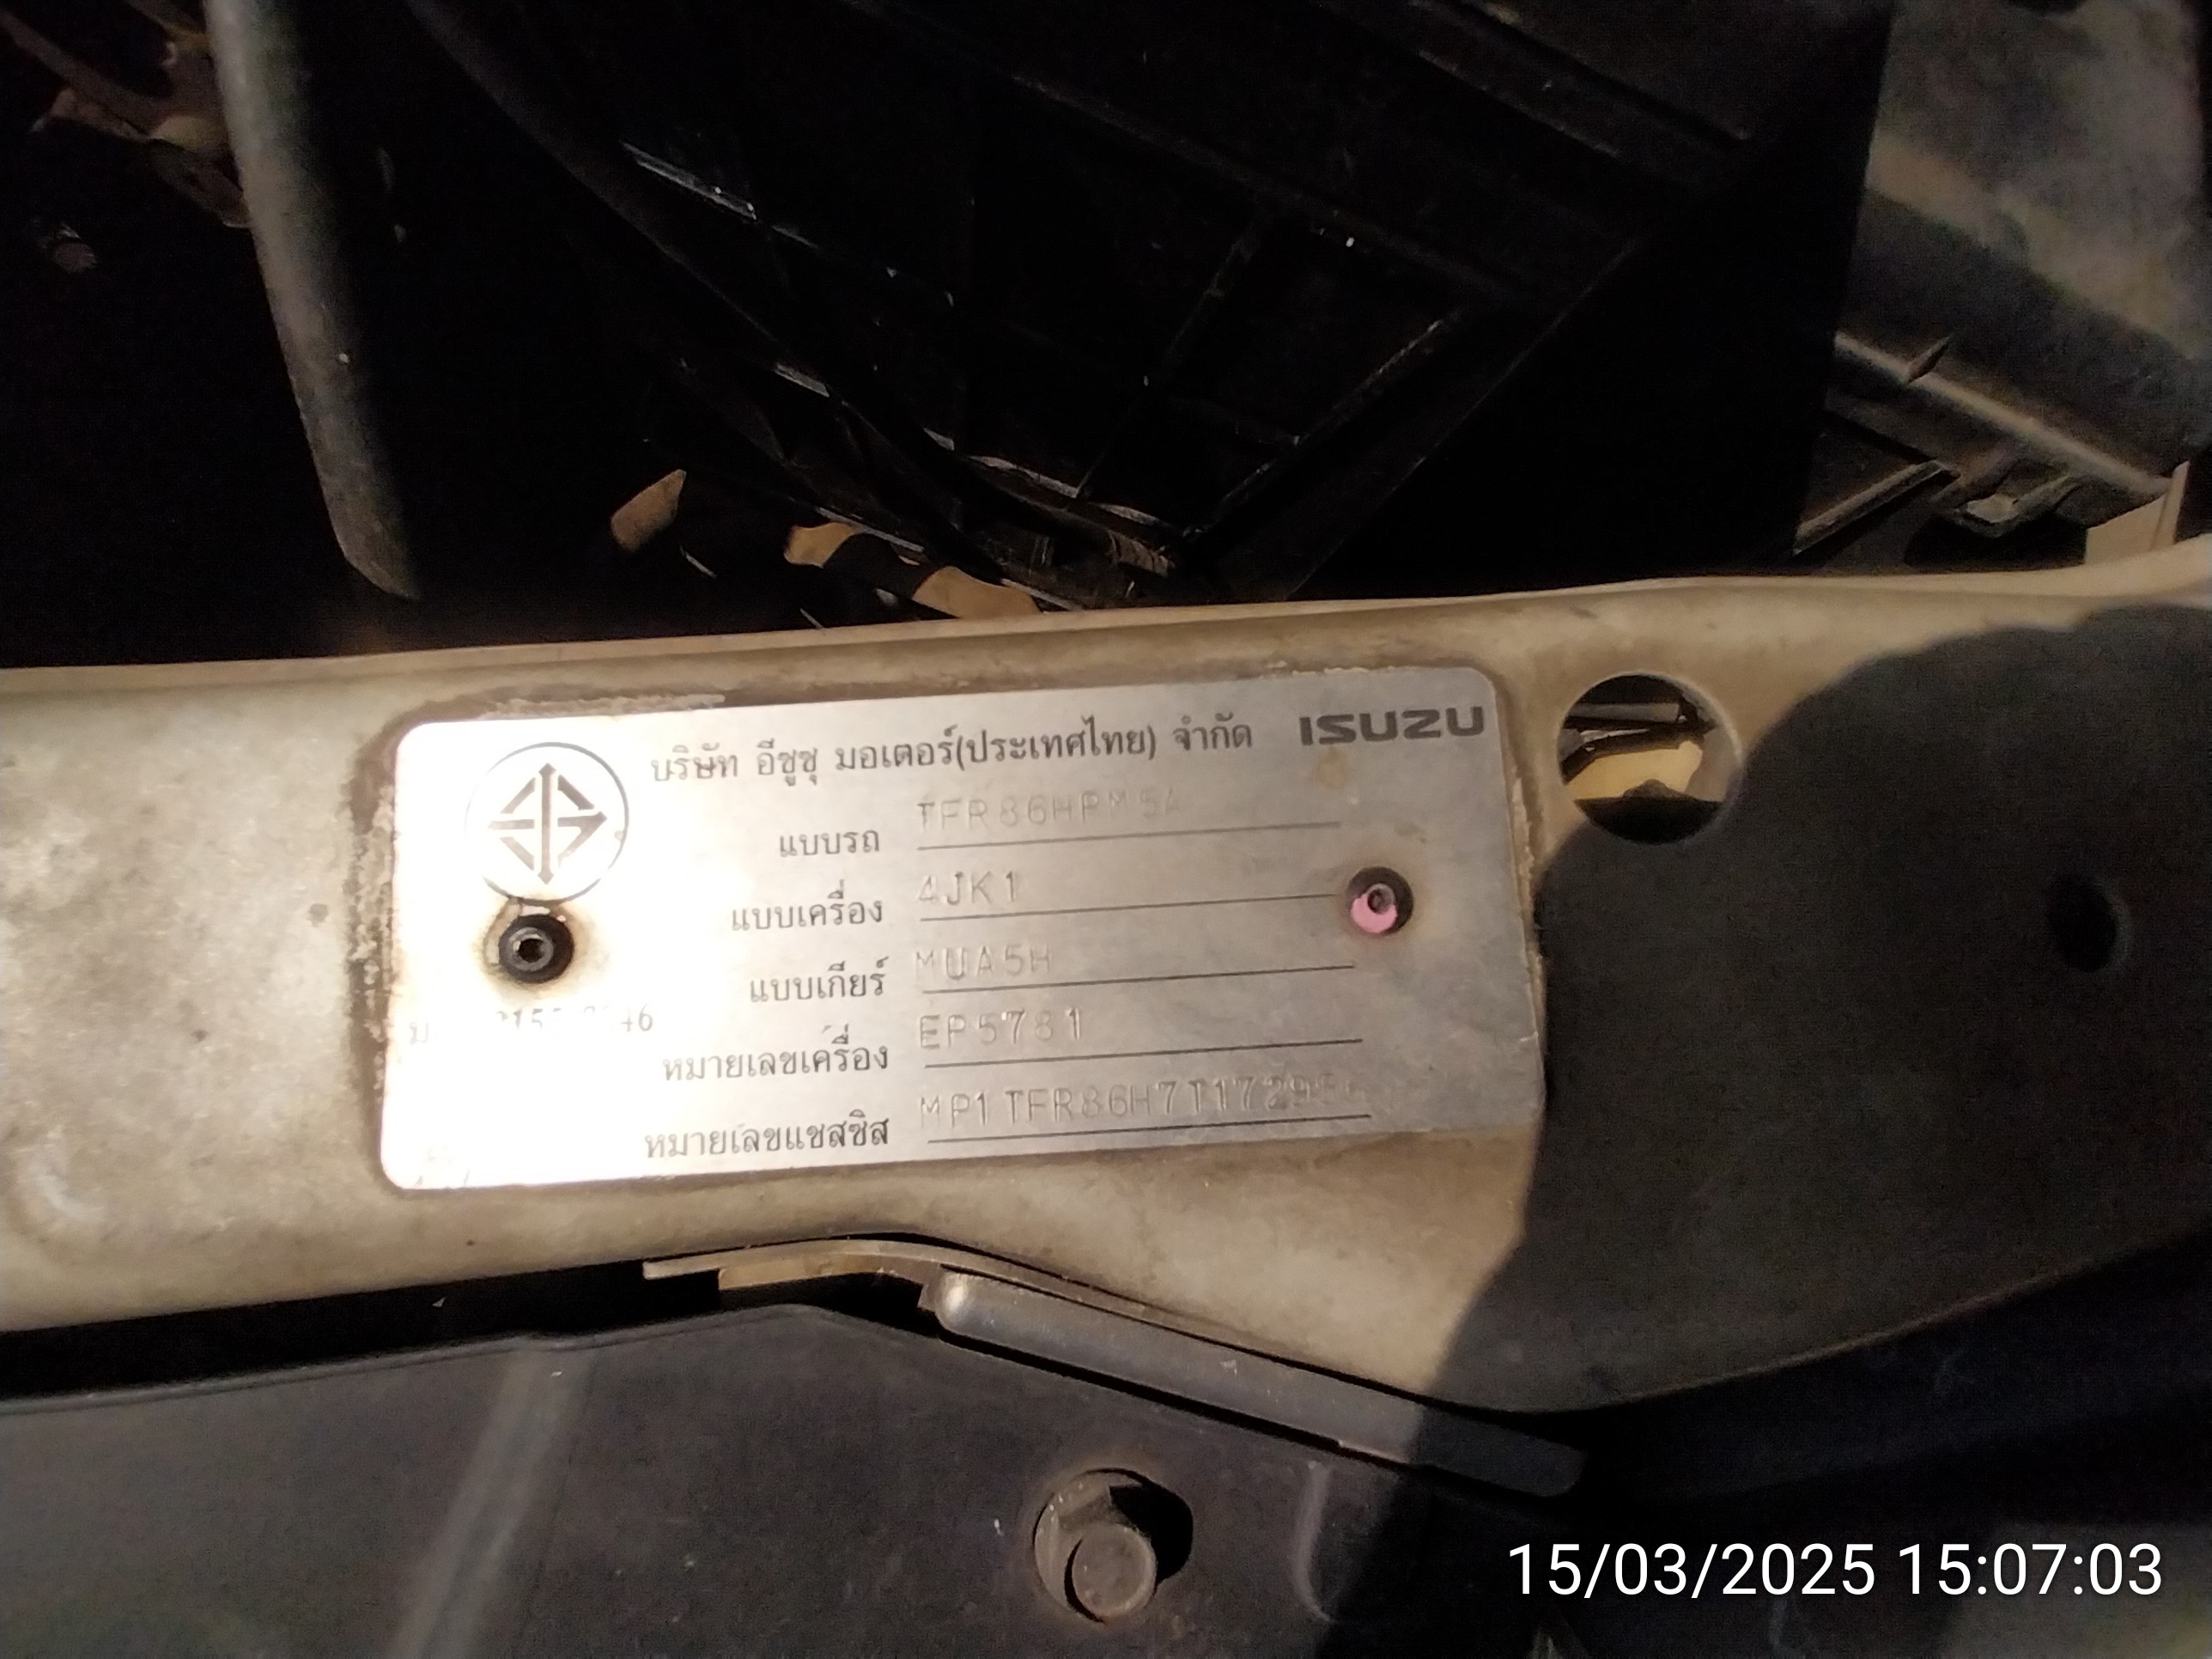 บริษัท อีซูซุ มอเตอร์(ประเทศไทย) จำกัด ISUZU
แบบรถ TFR86HPM5A
แบบเครื่อง 4JK1
แบบเกียร์ MUA5H
หมายเลขเครื่อง EP5781
หมายเลขแชสซิส
15/03/2025 15:07:03